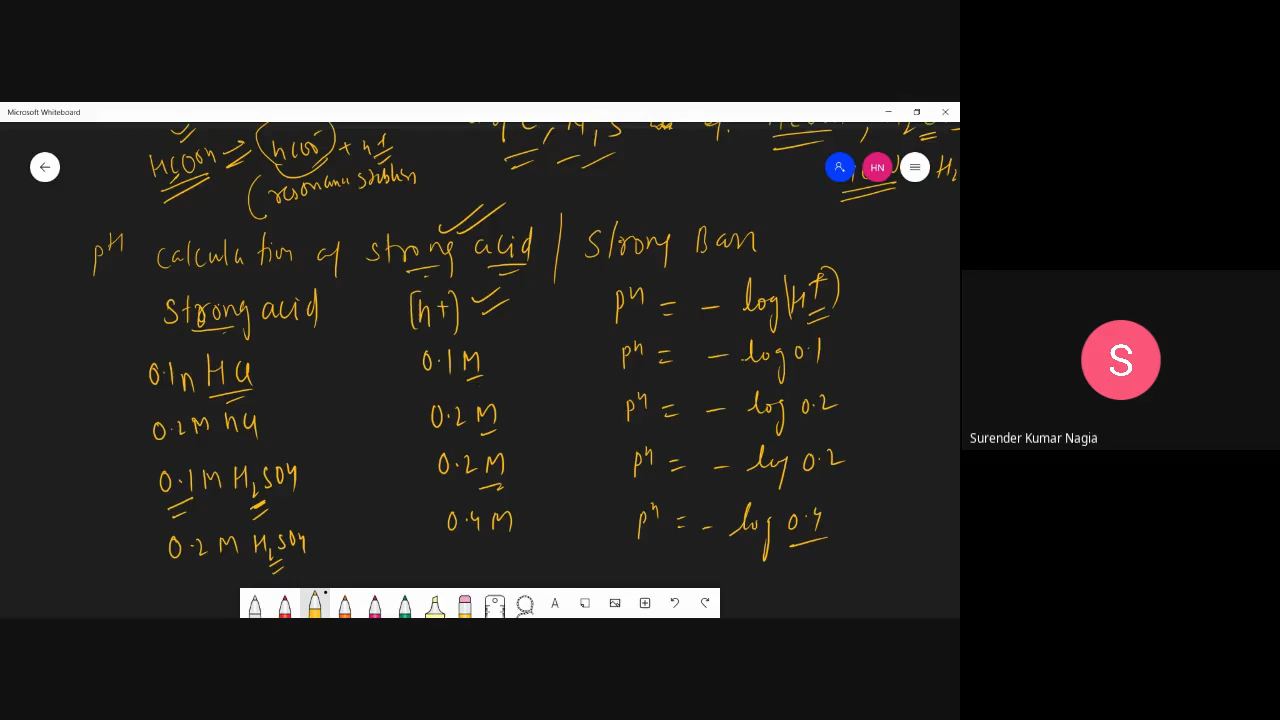 Microsoft Whiteboard
HCOOH ⇌ HCOO⁻ + H⁺
(resonance
HN
pH calculation of strong acid / Strong Base
Strong acid [H+] pH = - log(H+)
0.1n HCl 0.1 M pH = - log 0.1
0.2 M HCl 0.2 M pH = - log 0.2
0.1 M H₂SO4 0.2 M pH = - log 0.2
0.2 M H₂SO4 0.4 M pH = - log 0.4
S
Surender Kumar Nagia